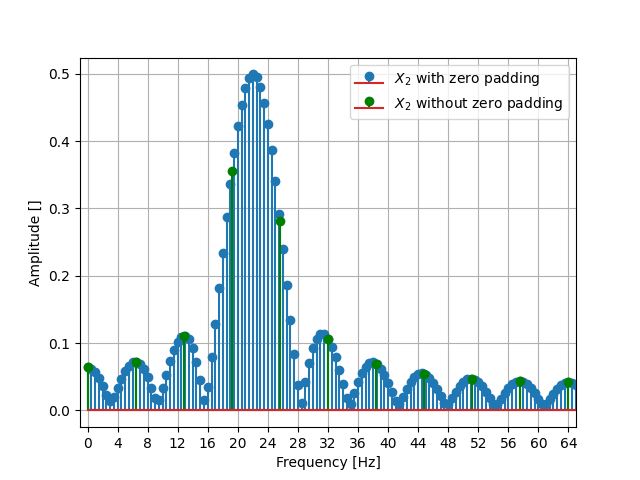 X₂ with zero padding
X₂ without zero padding
0.5
0.4
0.3
0.2
0.1
0.0
Amplitude []
0 4 8 12 16 20 24 28 32 36 40 44 48 52 56 60 64
Frequency [Hz]